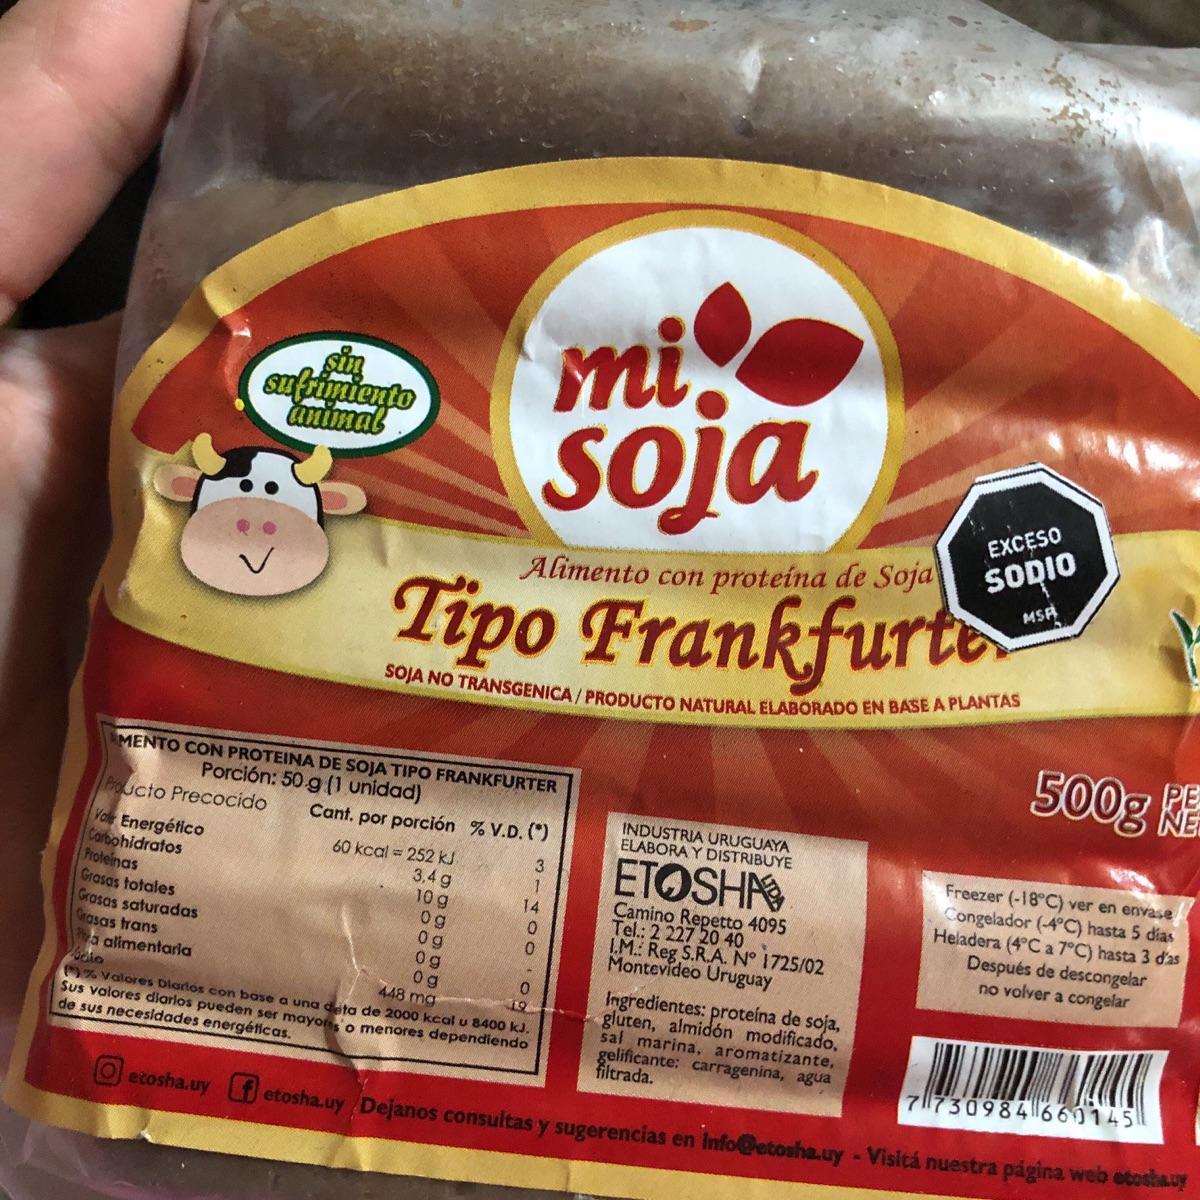 sin
sufrimiento
animal
mi
soja
EXCESO
SODIO
MSP
Alimento con proteína de Soja
Tipo Frankfurter
SOJA NO TRANSGENICA / PRODUCTO NATURAL ELABORADO EN BASE A PLANTAS
500g
CON PROTEINA DE SOJA TIPO FRANKFURTER
Porción: 50 g (1 unidad)
Precocido
Cant. por porción % V.D. (*)
Valor Energético 60 kcal = 252 kJ 3
Carbohidratos 3,4 g 1
Proteínas 10 g 14
Grasas totales 0 g 0
Grasas saturadas 0 g 0
Grasas trans 0 g -
alimentaria 0 g 0
448 mg 19
(*) % Valores Diarios con base a una dieta de 2000 kcal u 8400 kJ.
Sus valores diarios pueden ser mayores o menores dependiendo
de sus necesidades energéticas.
INDUSTRIA URUGUAYA
ELABORA Y DISTRIBUYE
ETOSHA LTDA.
Camino Repetto 4095
Tel.: 2 227 20 40
I.M.: Reg S.R.A. Nº 1725/02
Montevideo Uruguay
Ingredientes: proteína de soja,
gluten, almidón modificado,
sal marina, aromatizante,
gelificante: carragenina, agua
filtrada.
Freezer (-18ºC) ver en envase
Congelador (-4ºC) hasta 5 días
Heladera (4ºC a 7ºC) hasta 3 días
Después de descongelar
no volver a congelar
7730984660145
etosha.uy etosha.uy Dejanos consultas y sugerencias en info@etosha.uy - Visitá nuestra página web etosha.uy